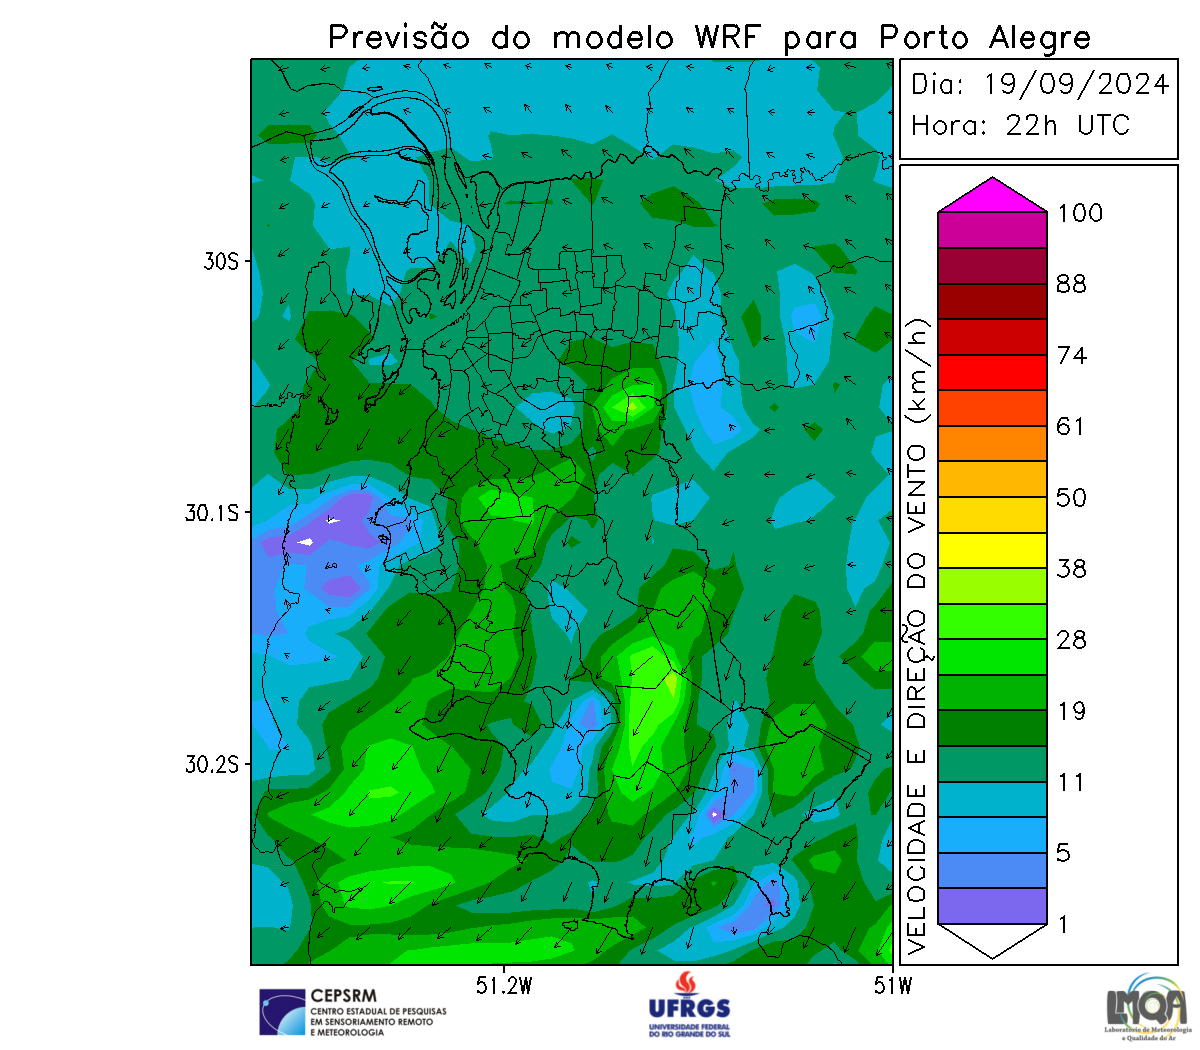 Previsão do modelo WRF para Porto Alegre
Dia: 19/09/2024
Hora: 22h UTC
VELOCIDADE E DIREÇÃO DO VENTO (km/h)
100
88
74
61
50
38
28
19
11
5
1
30S
30.1S
30.2S
51.2W
51W
CEPSRM
CENTRO ESTADUAL DE PESQUISAS
EM SENSORIAMENTO REMOTO
E METEOROLOGIA
UFRGS
UNIVERSIDADE FEDERAL
DO RIO GRANDE DO SUL
LMQA
Laboratório de Meteorologia
e Qualidade do Ar